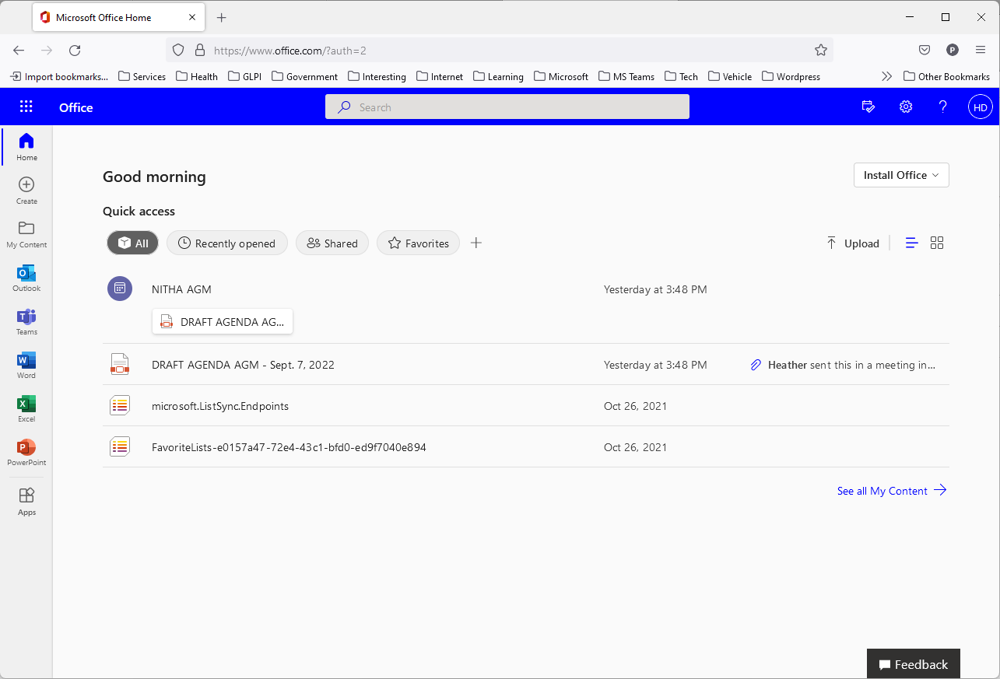 Microsoft Office Home
https://www.office.com/?auth=2
P
Import bookmarks... Services Health GLPI Government Interesting Internet Learning Microsoft MS Teams Tech Vehicle Wordpress Other Bookmarks
Office Search ? HD
Home
Create
My Content
Outlook
Teams
Word
Excel
PowerPoint
Apps
Good morning
Install Office
Quick access
All Recently opened Shared Favorites Upload
NITHA AGM Yesterday at 3:48 PM
DRAFT AGENDA AG...
DRAFT AGENDA AGM - Sept. 7, 2022 Yesterday at 3:48 PM Heather sent this in a meeting in...
microsoft.ListSync.Endpoints Oct 26, 2021
FavoriteLists-e0157a47-72e4-43c1-bfd0-ed9f7040e894 Oct 26, 2021
See all My Content
Feedback